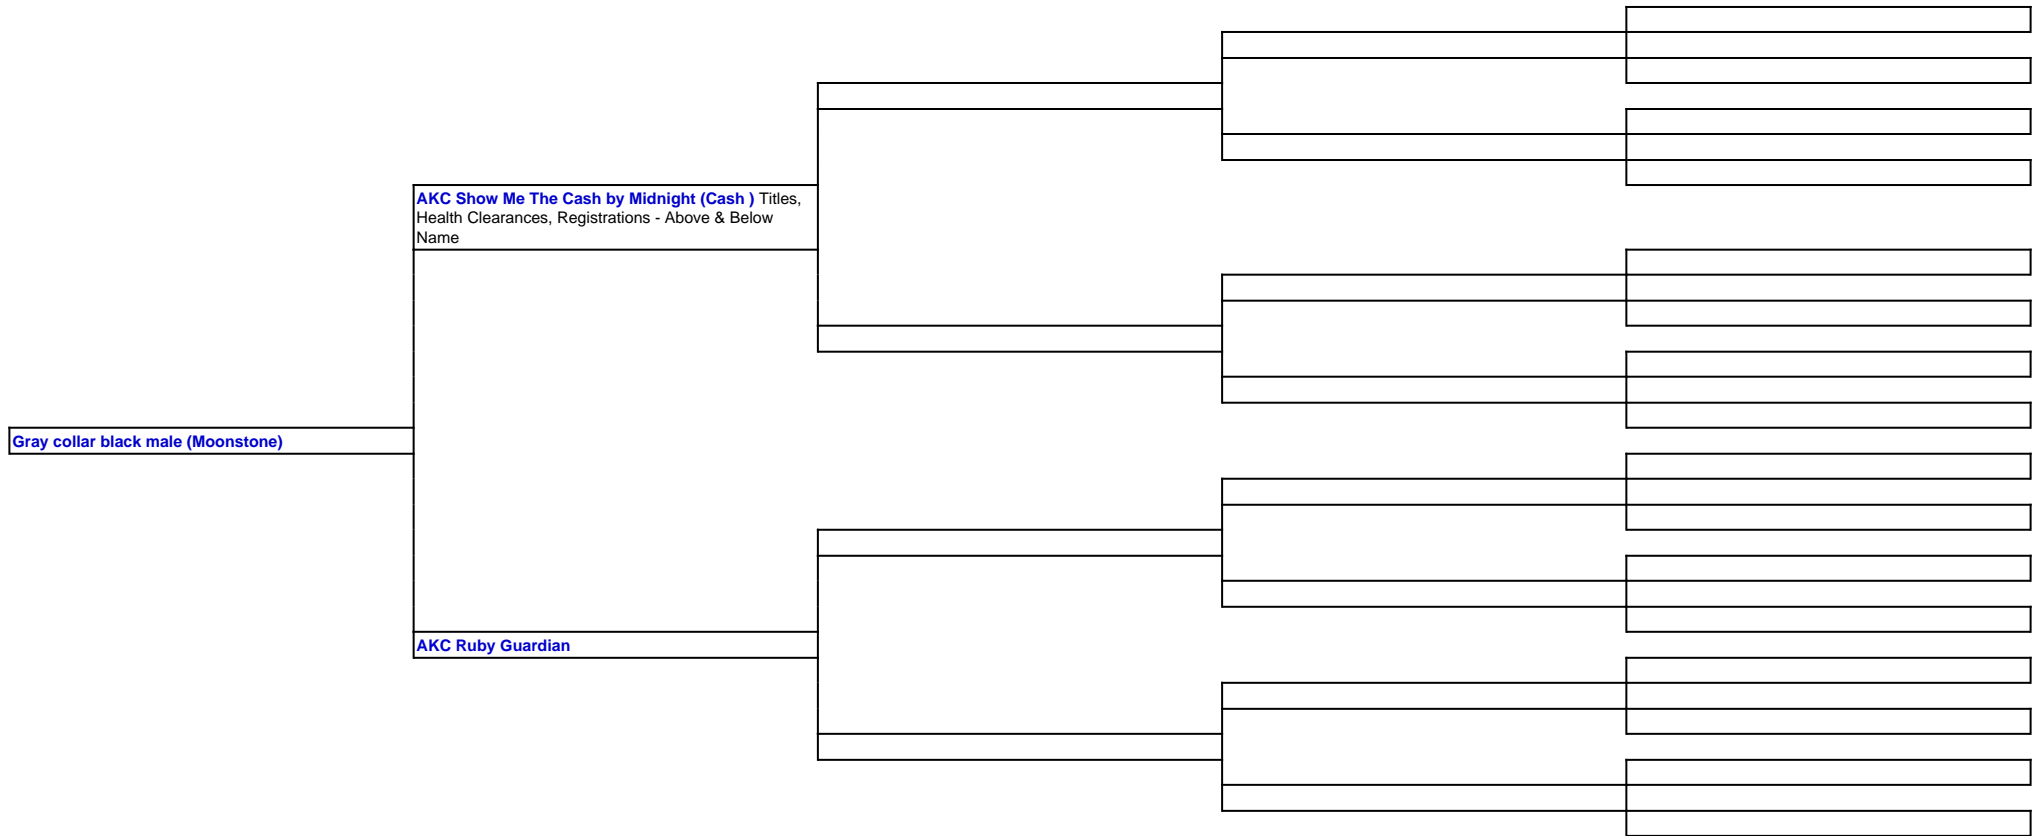 AKC Show Me The Cash by Midnight (Cash ) Titles,
Health Clearances, Registrations - Above & Below
Name
Gray collar black male (Moonstone)
AKC Ruby Guardian